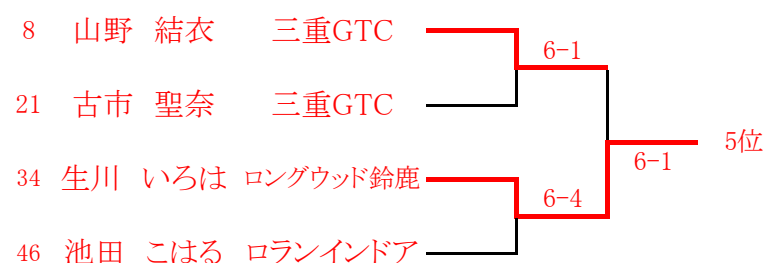 8 山野 結衣 三重GTC
6-1
21 古市 聖奈 三重GTC
5位
6-1
34 生川 いろは ロングウッド鈴鹿
6-4
46 池田 こはる ロランインドア